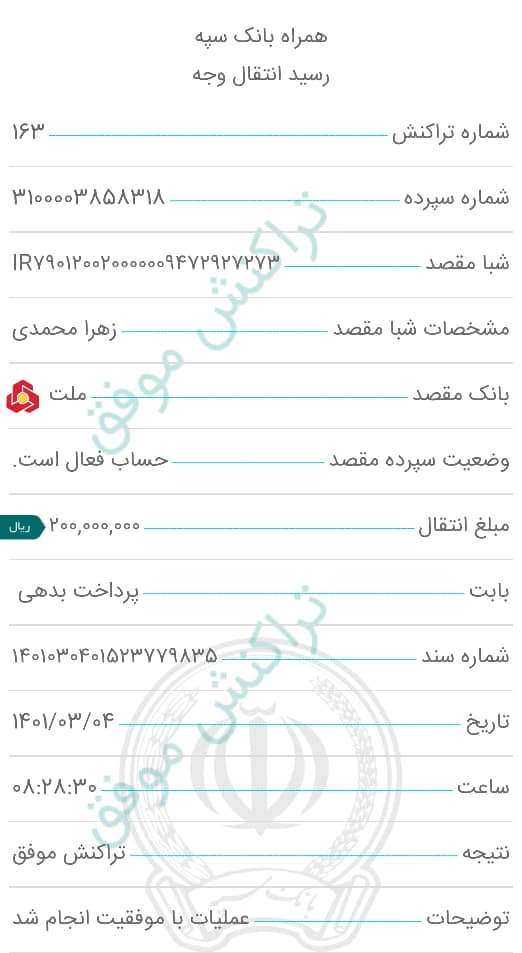 همراه بانک سپه
رسید انتقال وجه
شماره تراکنش ۱۶۳
شماره سپرده ۳۱۰۰۰۰۳۸۵۸۳۱۸
شبا مقصد IR۷۹۰۱۲۰۰۲۰۰۰۰۰۰۹۴۷۲۹۲۷۲۷۳
مشخصات شبا مقصد زهرا محمدی
بانک مقصد ملت
وضعیت سپرده مقصد حساب فعال است.
مبلغ انتقال ۲۰۰,۰۰۰,۰۰۰ ریال
بابت پرداخت بدهی
شماره سند ۱۴۰۱۰۳۰۴۰۱۵۲۳۷۷۹۸۳۵
تاریخ ۱۴۰۱/۰۳/۰۴
ساعت ۰۸:۲۸:۳۰
نتیجه تراکنش موفق
توضیحات عملیات با موفقیت انجام شد
تراکنش موفق
تراکنش موفق
بانک سپه